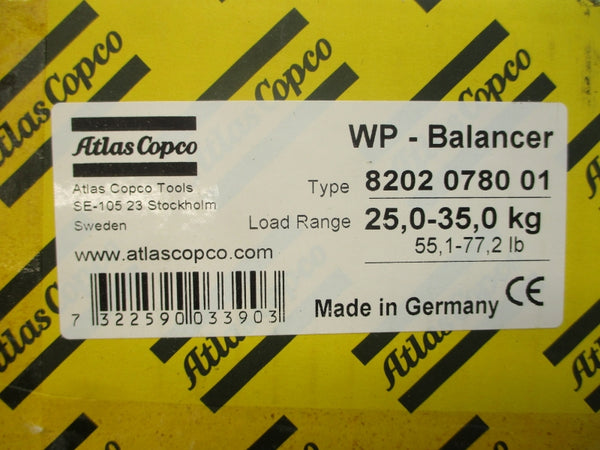 Atlas Copco
Atlas Copco
Atlas Copco
WP - Balancer
Atlas Copco Tools
SE-105 23 Stockholm
Sweden
Type 8202 0780 01
Load Range 25,0-35,0 kg
55,1-77,2 lb
www.atlascopco.com
Made in Germany CE
7 322590 033903
Atlas Copco
Atlas Copco
Atlas Copco